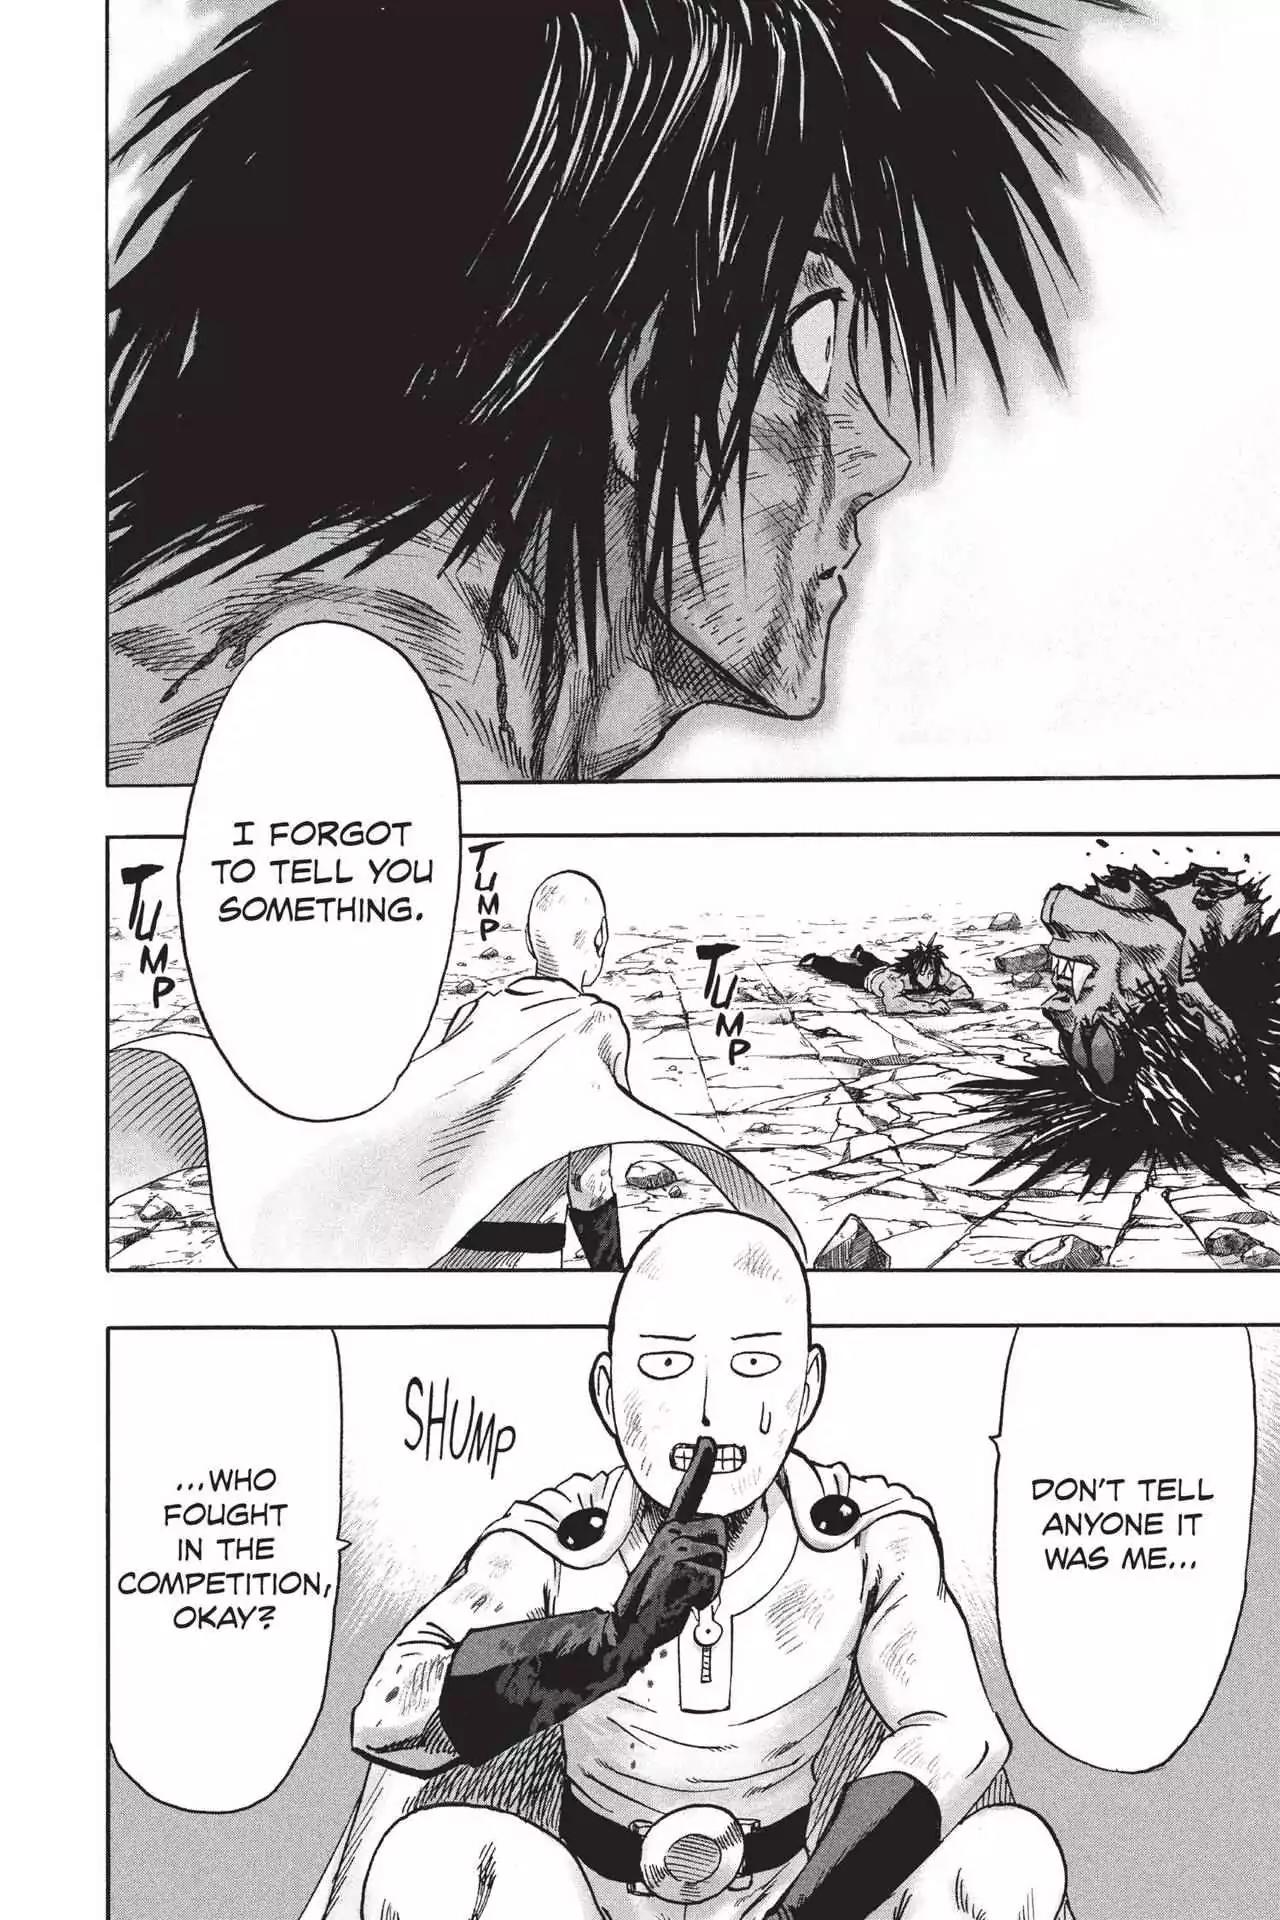 I FORGOT
TO TELL YOU
SOMETHING.
TUMP
TUMP
TUMP
DON'T TELL
ANYONE IT
WAS ME...
SHUMP
...WHO
FOUGHT
IN THE
COMPETITION,
OKAY?